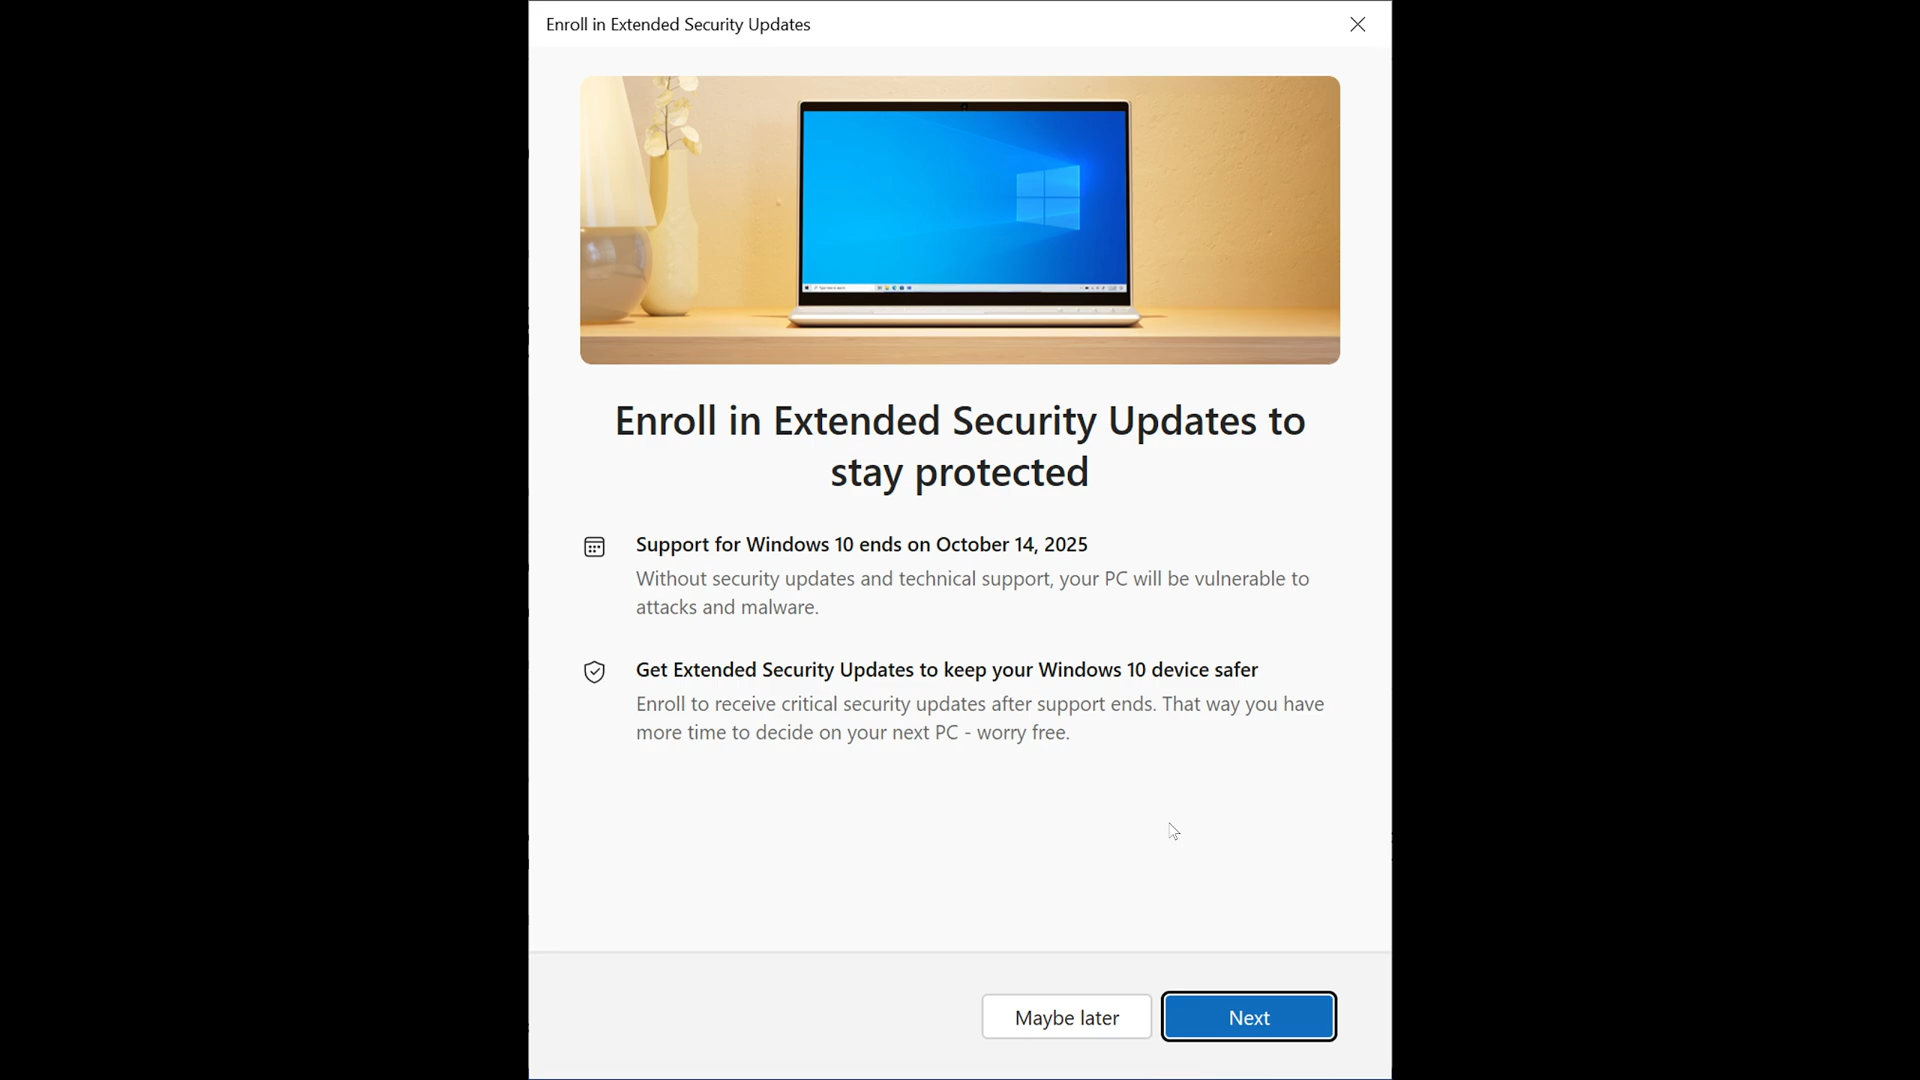 Enroll in Extended Security Updates
Enroll in Extended Security Updates to
stay protected
Support for Windows 10 ends on October 14, 2025
Without security updates and technical support, your PC will be vulnerable to
attacks and malware.
Get Extended Security Updates to keep your Windows 10 device safer
Enroll to receive critical security updates after support ends. That way you have
more time to decide on your next PC - worry free.
Maybe later
Next